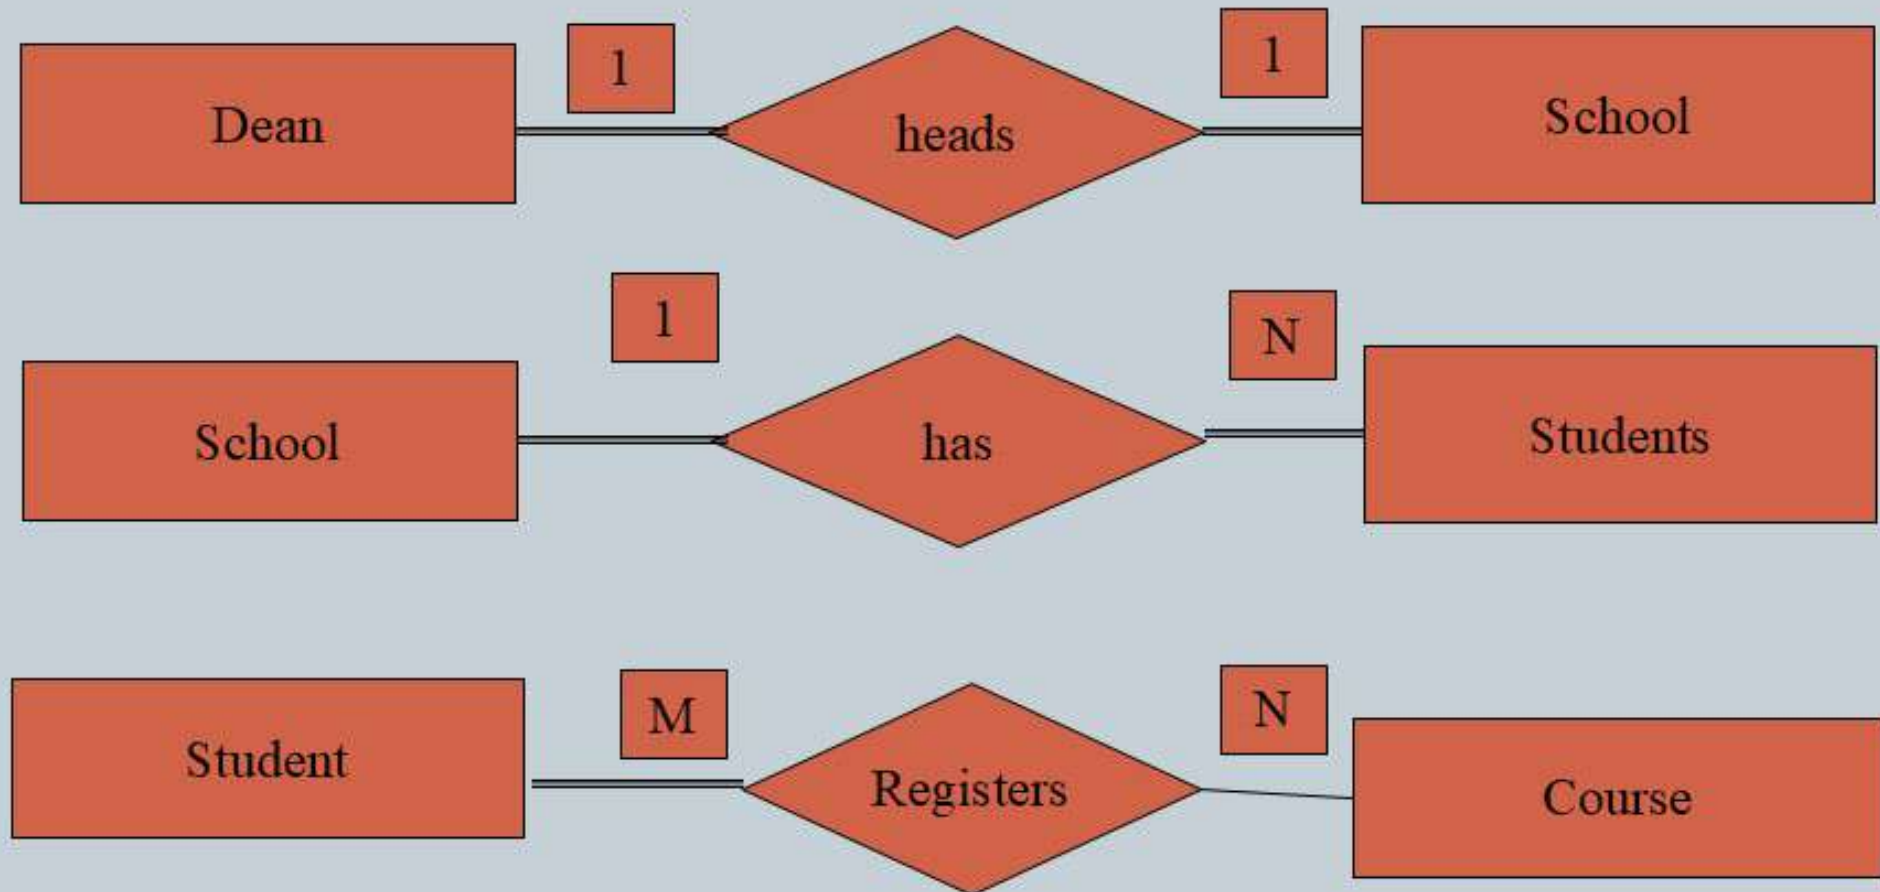 1
1
Dean
heads
School
1
N
School
has
Students
M
N
Student
Registers
Course